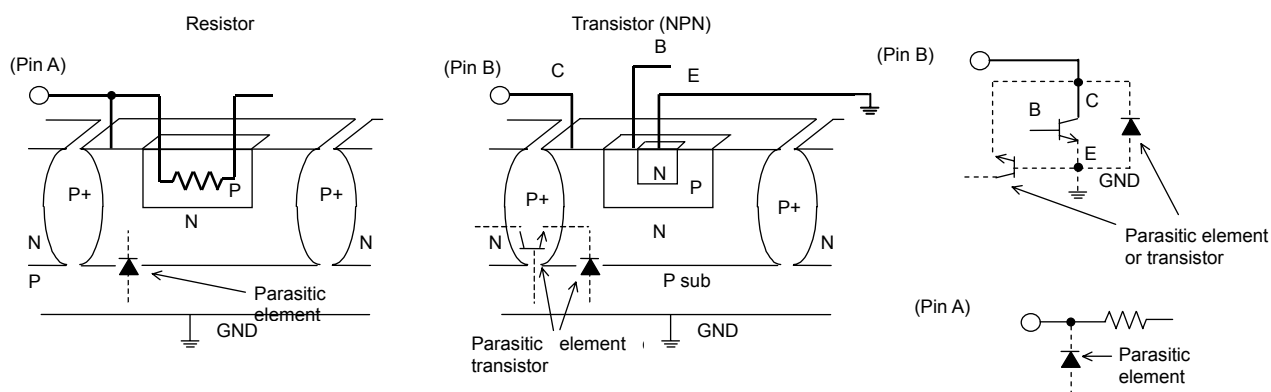 Resistor
(Pin A)
P+
P
N
P+
N
N
P
Parasitic
element
GND
Transistor (NPN)
B
(Pin B)
C
E
N
P
P+
P+
N
N
N
P sub
Parasitic element
transistor
GND
(Pin B)
C
B
E
GND
Parasitic element
or transistor
(Pin A)
Parasitic
element